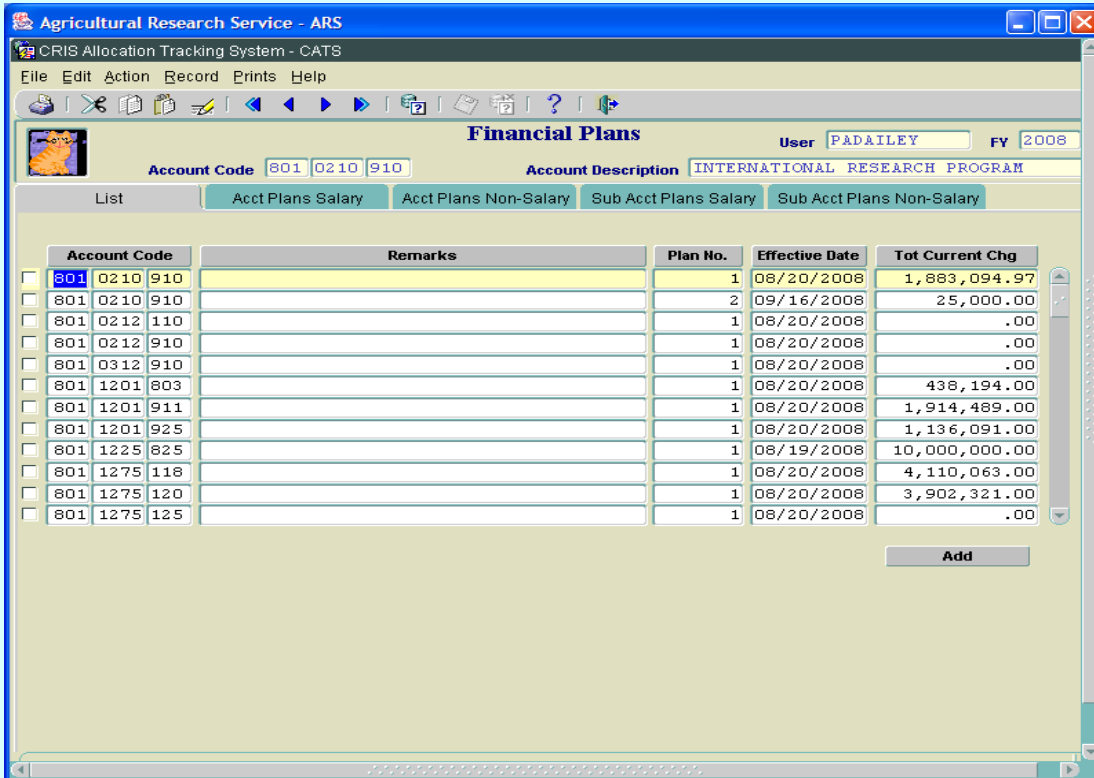 Agricultural Research Service - ARS
CRIS Allocation Tracking System - CATS
File Edit Action Record Prints Help
Financial Plans
User PADAILEY FY 2008
Account Code 801 0210 910 Account Description INTERNATIONAL RESEARCH PROGRAM
List Acct Plans Salary Acct Plans Non-Salary Sub Acct Plans Salary Sub Acct Plans Non-Salary
Account Code Remarks Plan No. Effective Date Tot Current Chg
801 0210 910 1 08/20/2008 1,883,094.97
801 0210 910 2 09/16/2008 25,000.00
801 0212 110 1 08/20/2008 .00
801 0212 910 1 08/20/2008 .00
801 0312 910 1 08/20/2008 .00
801 1201 803 1 08/20/2008 438,194.00
801 1201 911 1 08/20/2008 1,914,489.00
801 1201 925 1 08/20/2008 1,136,091.00
801 1225 825 1 08/19/2008 10,000,000.00
801 1275 118 1 08/20/2008 4,110,063.00
801 1275 120 1 08/20/2008 3,902,321.00
801 1275 125 1 08/20/2008 .00
Add